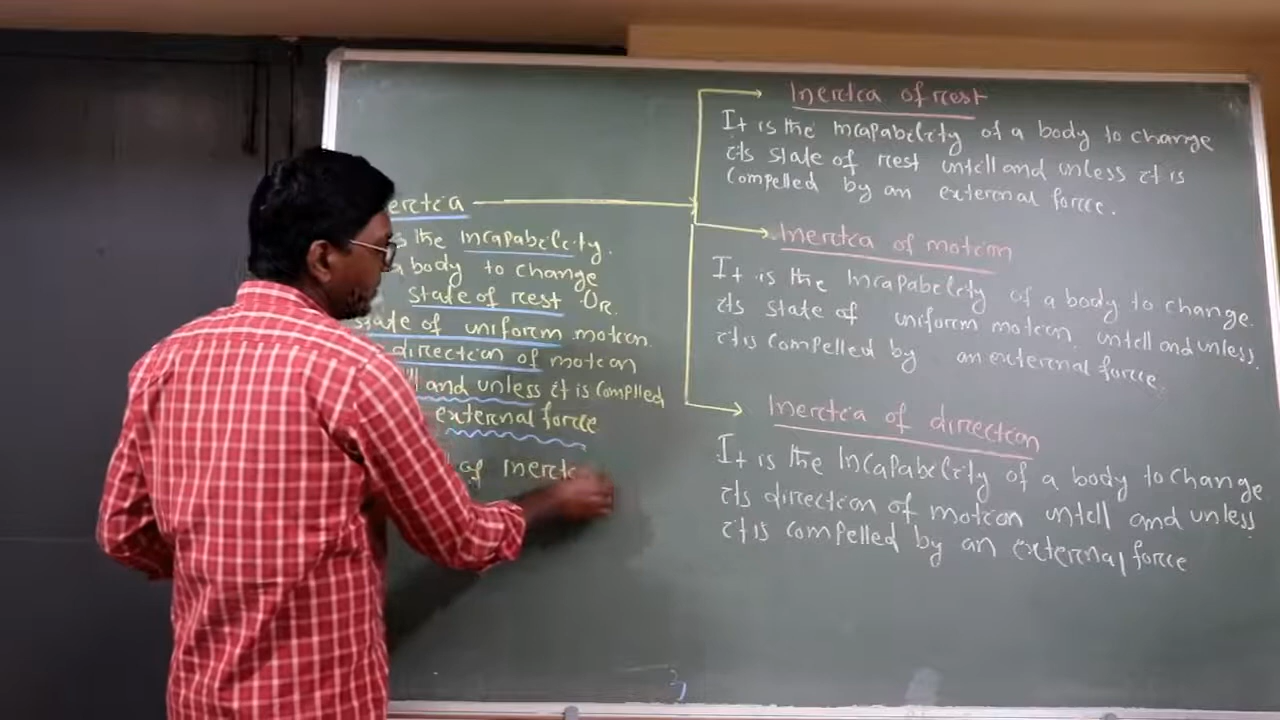 Inertia
s the incapability.
a body to change
state of rest Or
state of uniform motion
direction of motion
ll and unless it is complled
external force
of Inertia
Inertia of rest
It is the incapability of a body to change
its state of rest untill and unless it is
compelled by an external force.
Inertia of motion
It is the Incapability of a body to change.
its state of uniform motion, untill and unless.
it is compelled by an external force.
Inertia of direction
It is the Incapability of a body to change
its direction of motion untill and unless
it is compelled by an external force